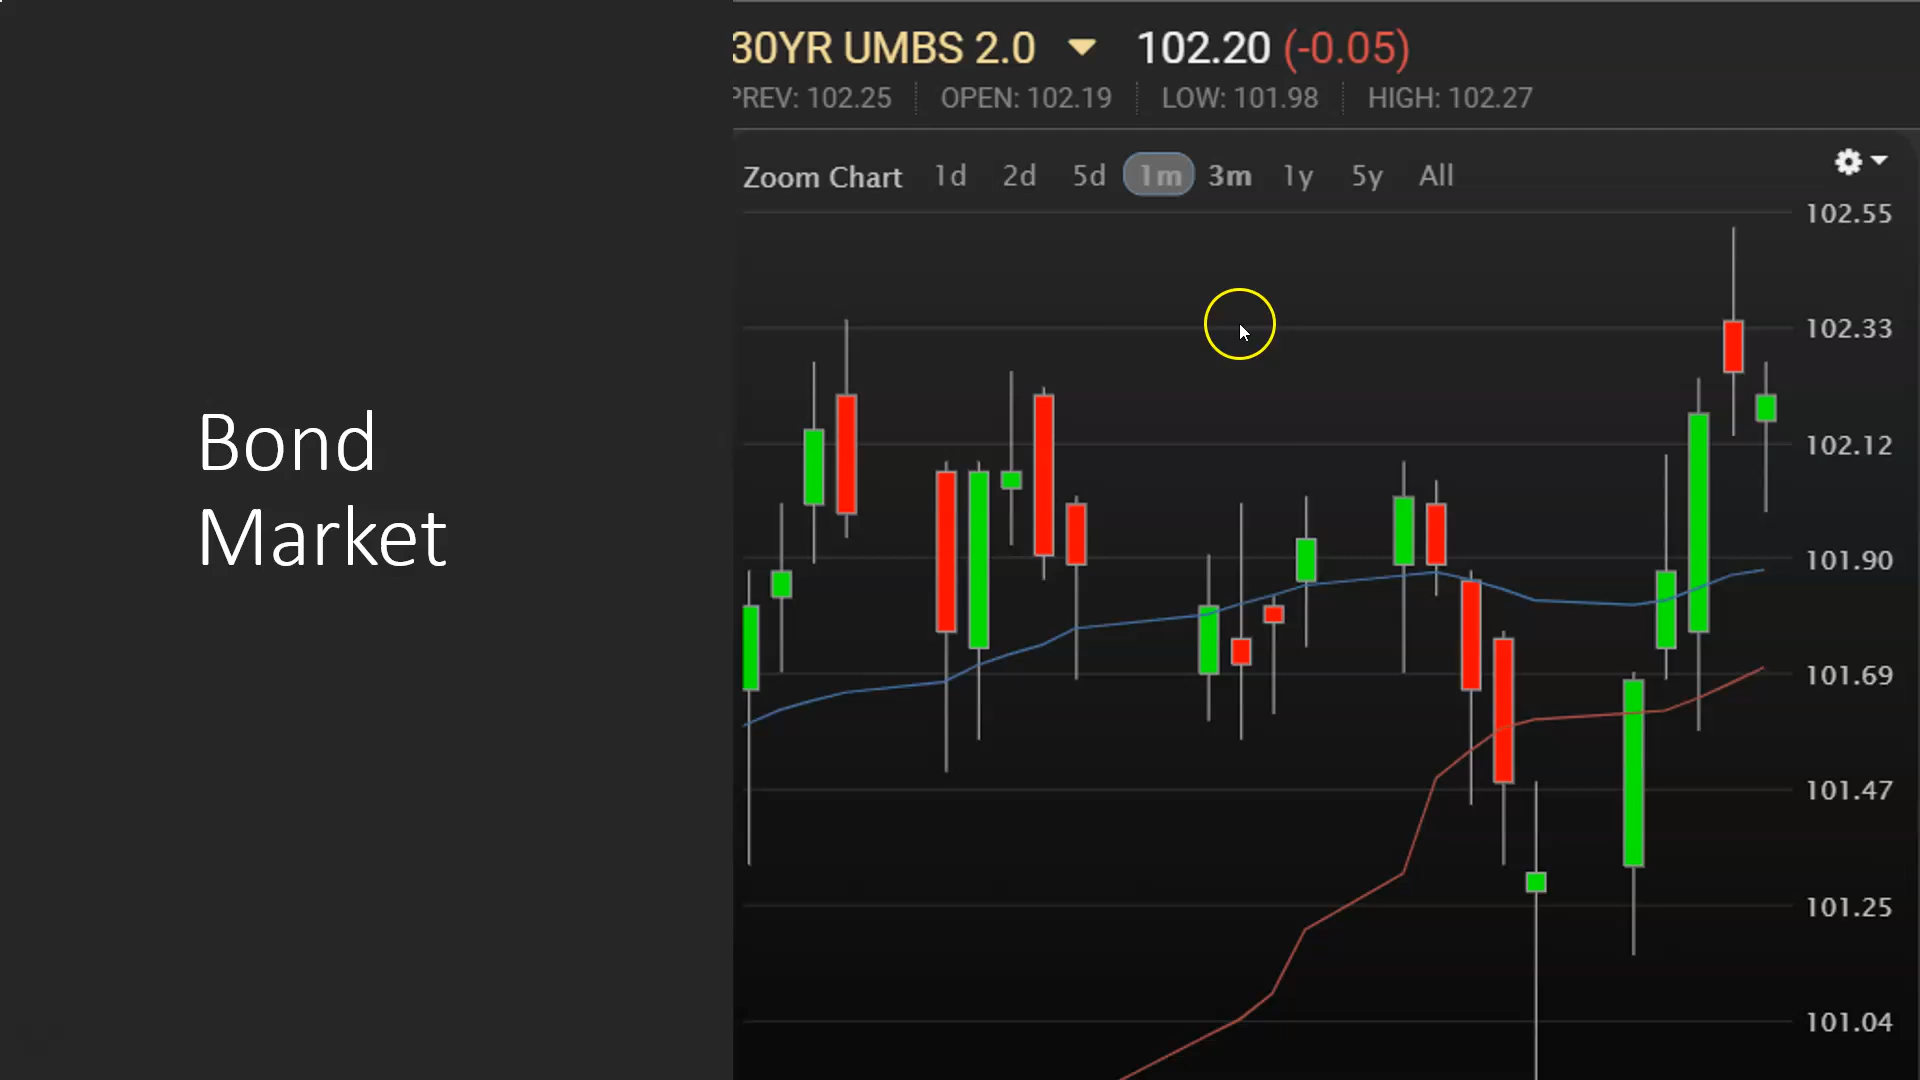 30YR UMBS 2.0 102.20 (-0.05)
PREV: 102.25 OPEN: 102.19 LOW: 101.98 HIGH: 102.27
Zoom Chart 1d 2d 5d 1m 3m 1y 5y All
102.55
102.33
102.12
101.90
101.69
101.47
101.25
101.04
Bond
Market